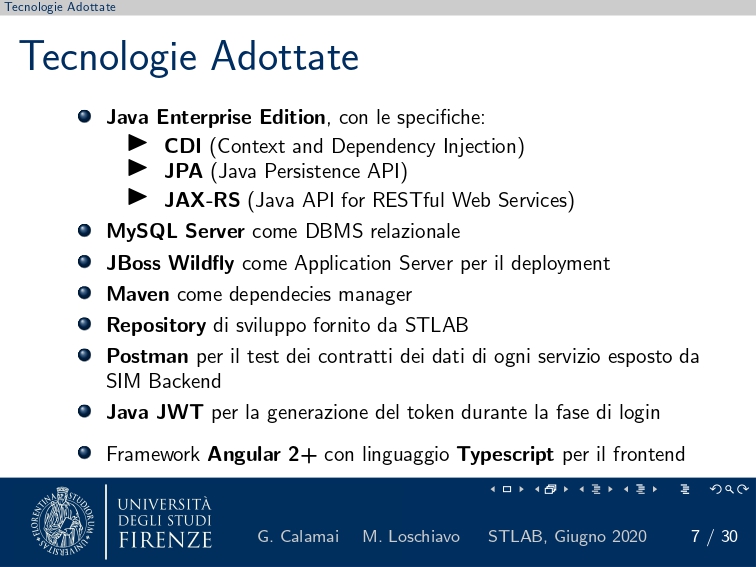 Tecnologie Adottate
Tecnologie Adottate
Java Enterprise Edition, con le specifiche:
CDI (Context and Dependency Injection)
JPA (Java Persistence API)
JAX-RS (Java API for RESTful Web Services)
MySQL Server come DBMS relazionale
JBoss Wildfly come Application Server per il deployment
Maven come dependecies manager
Repository di sviluppo fornito da STLAB
Postman per il test dei contratti dei dati di ogni servizio esposto da
SIM Backend
Java JWT per la generazione del token durante la fase di login
Framework Angular 2+ con linguaggio Typescript per il frontend
FLORENTINA STUDIORUM UNIVERSITAS
UNIVERSITÀ
DEGLI STUDI
FIRENZE
G. Calamai M. Loschiavo STLAB, Giugno 2020 7 / 30